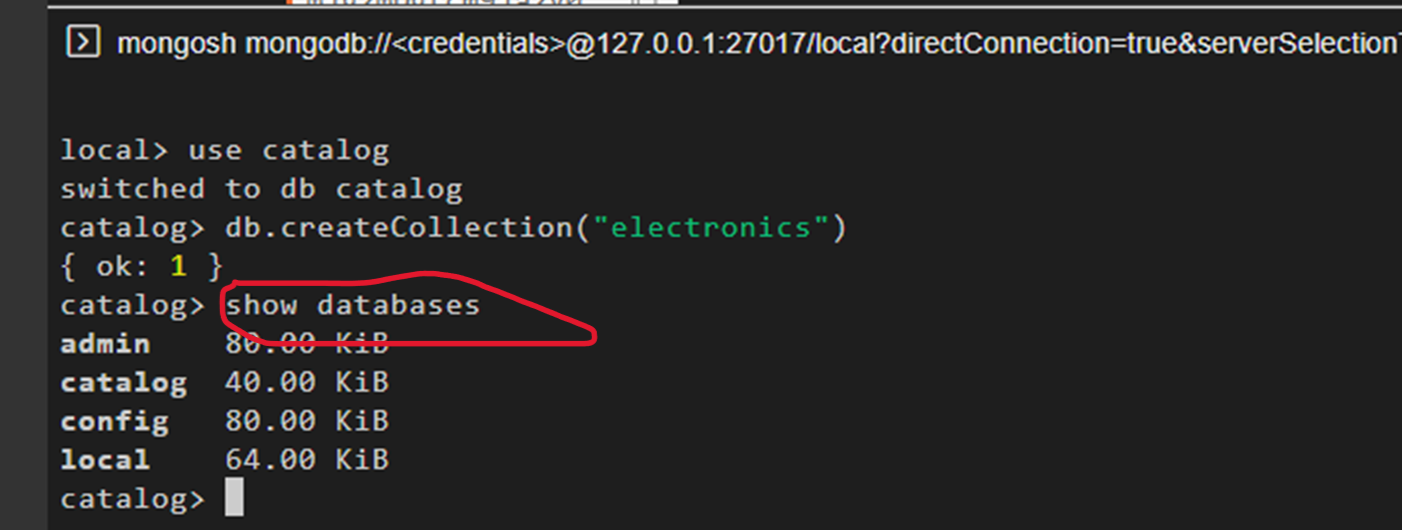 mongosh mongodb://<credentials>@127.0.0.1:27017/local?directConnection=true&serverSelection
local> use catalog
switched to db catalog
catalog> db.createCollection("electronics")
{ ok: 1 }
catalog> show databases
admin    80.00 KiB
catalog  40.00 KiB
config   80.00 KiB
local    64.00 KiB
catalog>